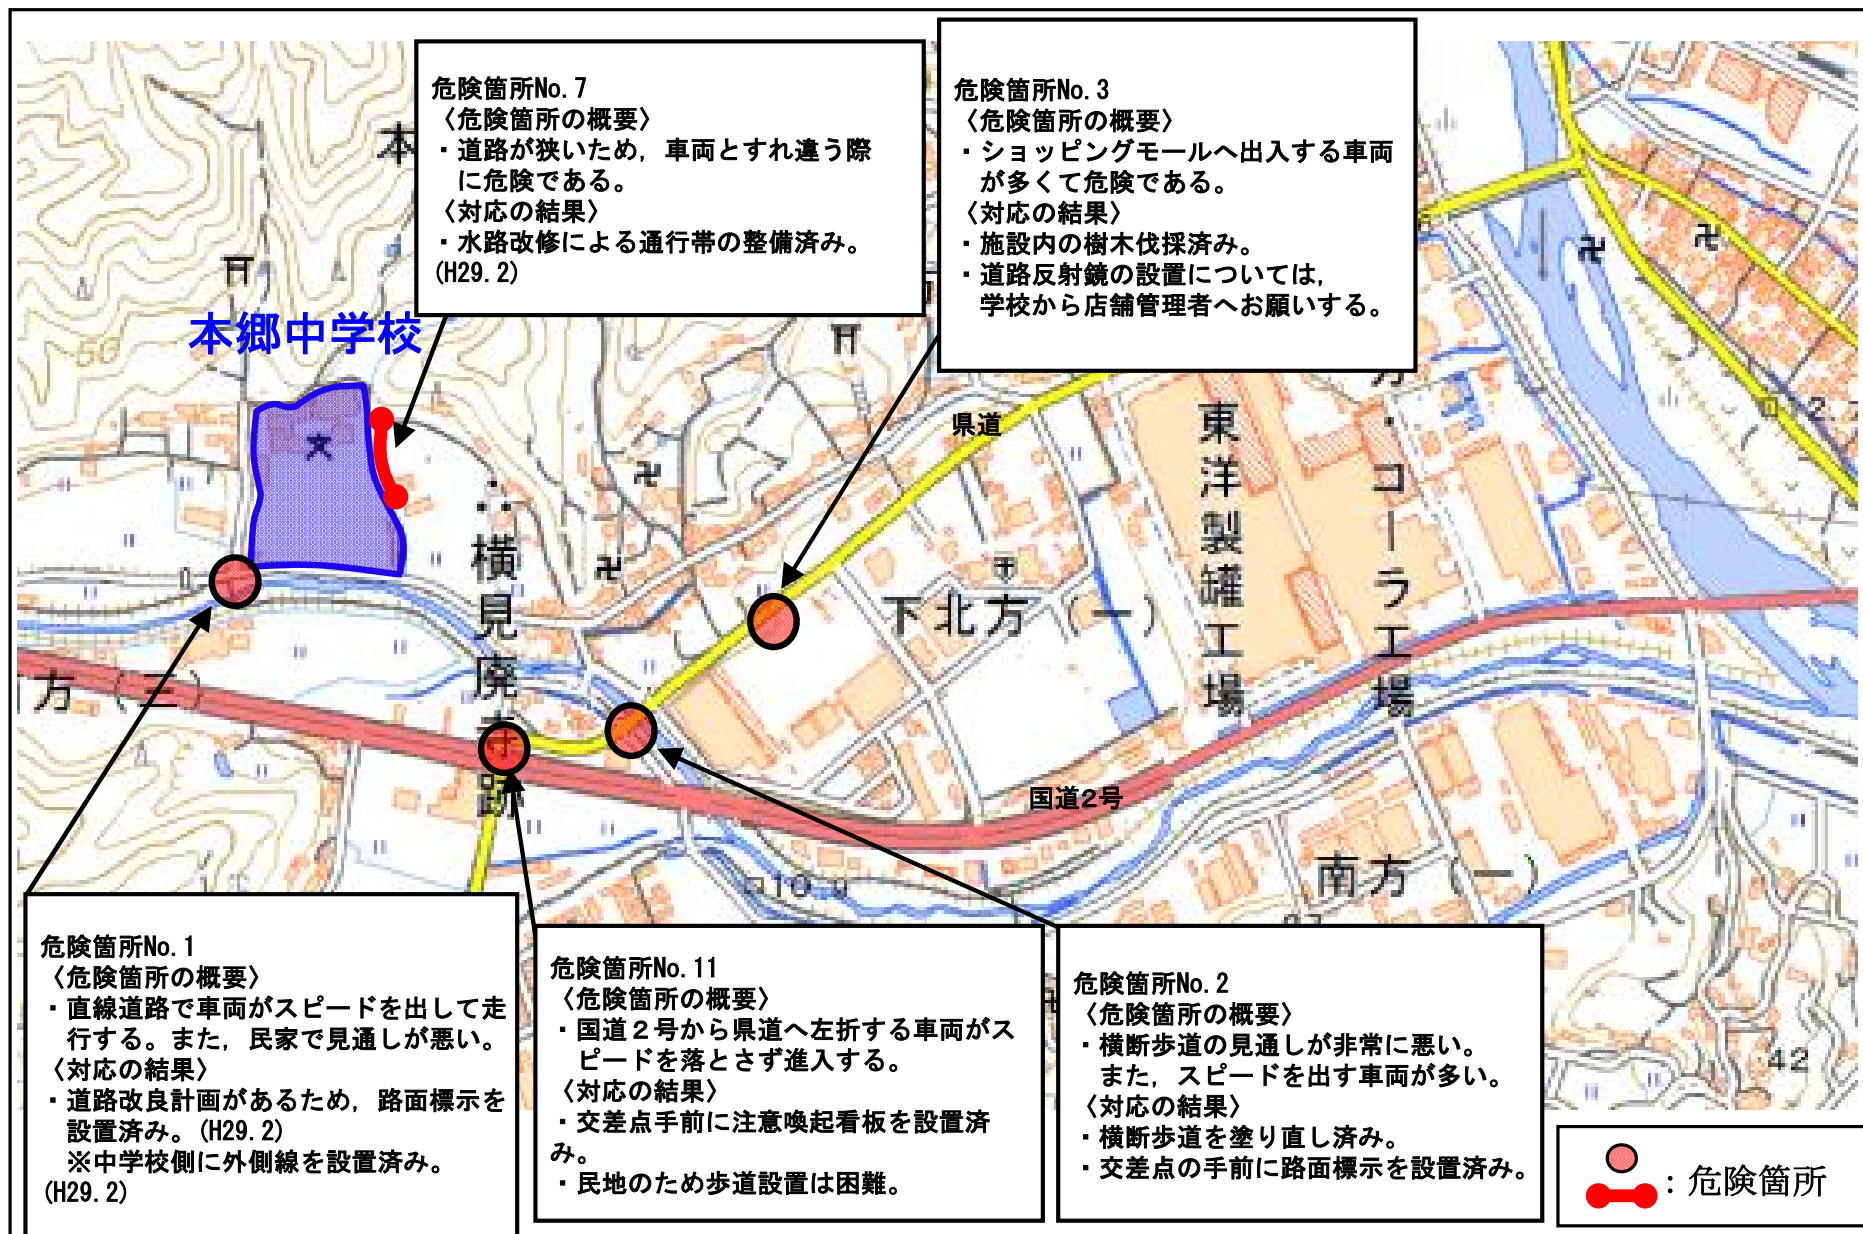 危険箇所No.7
〈危険箇所の概要〉
・道路が狭いため，車両とすれ違う際
に危険である。
〈対応の結果〉
・水路改修による通行帯の整備済み。
(H29.2)
危険箇所No.3
〈危険箇所の概要〉
・ショッピングモールへ出入する車両
が多くて危険である。
〈対応の結果〉
・施設内の樹木伐採済み。
・道路反射鏡の設置については，
学校から店舗管理者へお願いする。
本
本郷中学校
県道
東洋製罐工場
・コーラ工場
横見廃寺跡
下北方（一）
方（三）
国道2号
南方（一）
42
危険箇所No.1
〈危険箇所の概要〉
・直線道路で車両がスピードを出して走
行する。また，民家で見通しが悪い。
〈対応の結果〉
・道路改良計画があるため，路面標示を
設置済み。(H29.2)
※中学校側に外側線を設置済み。
(H29.2)
危険箇所No.11
〈危険箇所の概要〉
・国道２号から県道へ左折する車両がス
ピードを落とさず進入する。
〈対応の結果〉
・交差点手前に注意喚起看板を設置済
み。
・民地のため歩道設置は困難。
危険箇所No.2
〈危険箇所の概要〉
・横断歩道の見通しが非常に悪い。
また，スピードを出す車両が多い。
〈対応の結果〉
・横断歩道を塗り直し済み。
・交差点の手前に路面標示を設置済み。
：危険箇所